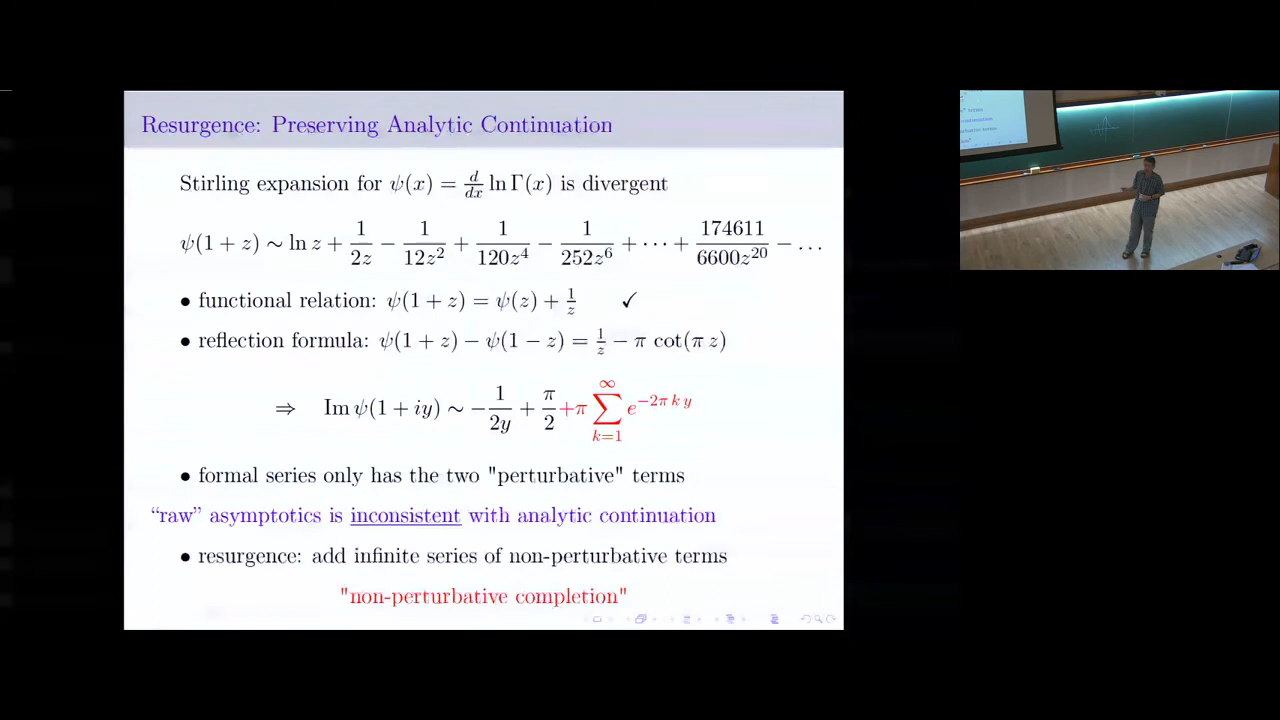 Resurgence: Preserving Analytic Continuation
Stirling expansion for ψ(x) = d/dx ln Γ(x) is divergent
ψ(1 + z) ∼ ln z + 1/2z − 1/12z² + 1/120z⁴ − 1/252z⁶ + ⋯ + 174611/6600z²⁰ − …
• functional relation: ψ(1 + z) = ψ(z) + 1/z ✓
• reflection formula: ψ(1 + z) − ψ(1 − z) = 1/z − π cot(π z)
⇒ Im ψ(1 + iy) ∼ −1/2y + π/2 + π ∑_{k=1}^{∞} e^{−2π k y}
• formal series only has the two "perturbative" terms
“raw” asymptotics is inconsistent with analytic continuation
• resurgence: add infinite series of non-perturbative terms
"non-perturbative completion"